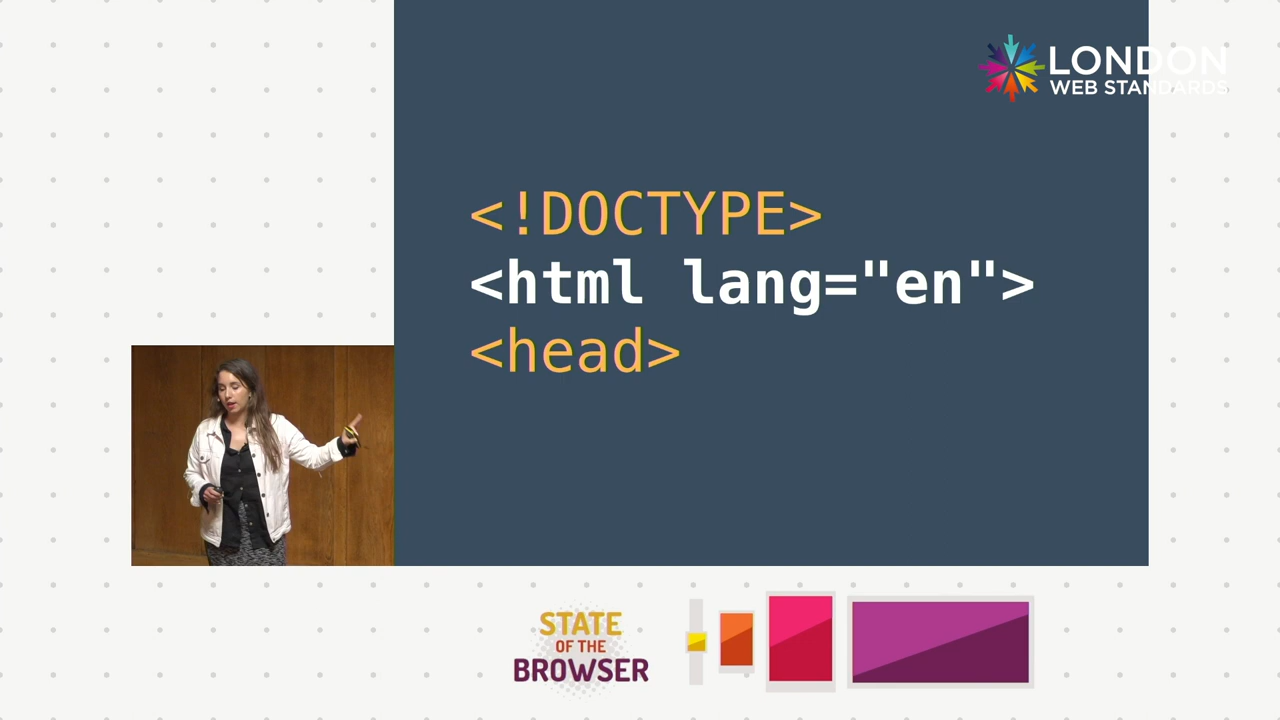 LONDON
WEB STANDARDS
<!DOCTYPE>
<html lang="en">
<head>
STATE
OF THE
BROWSER